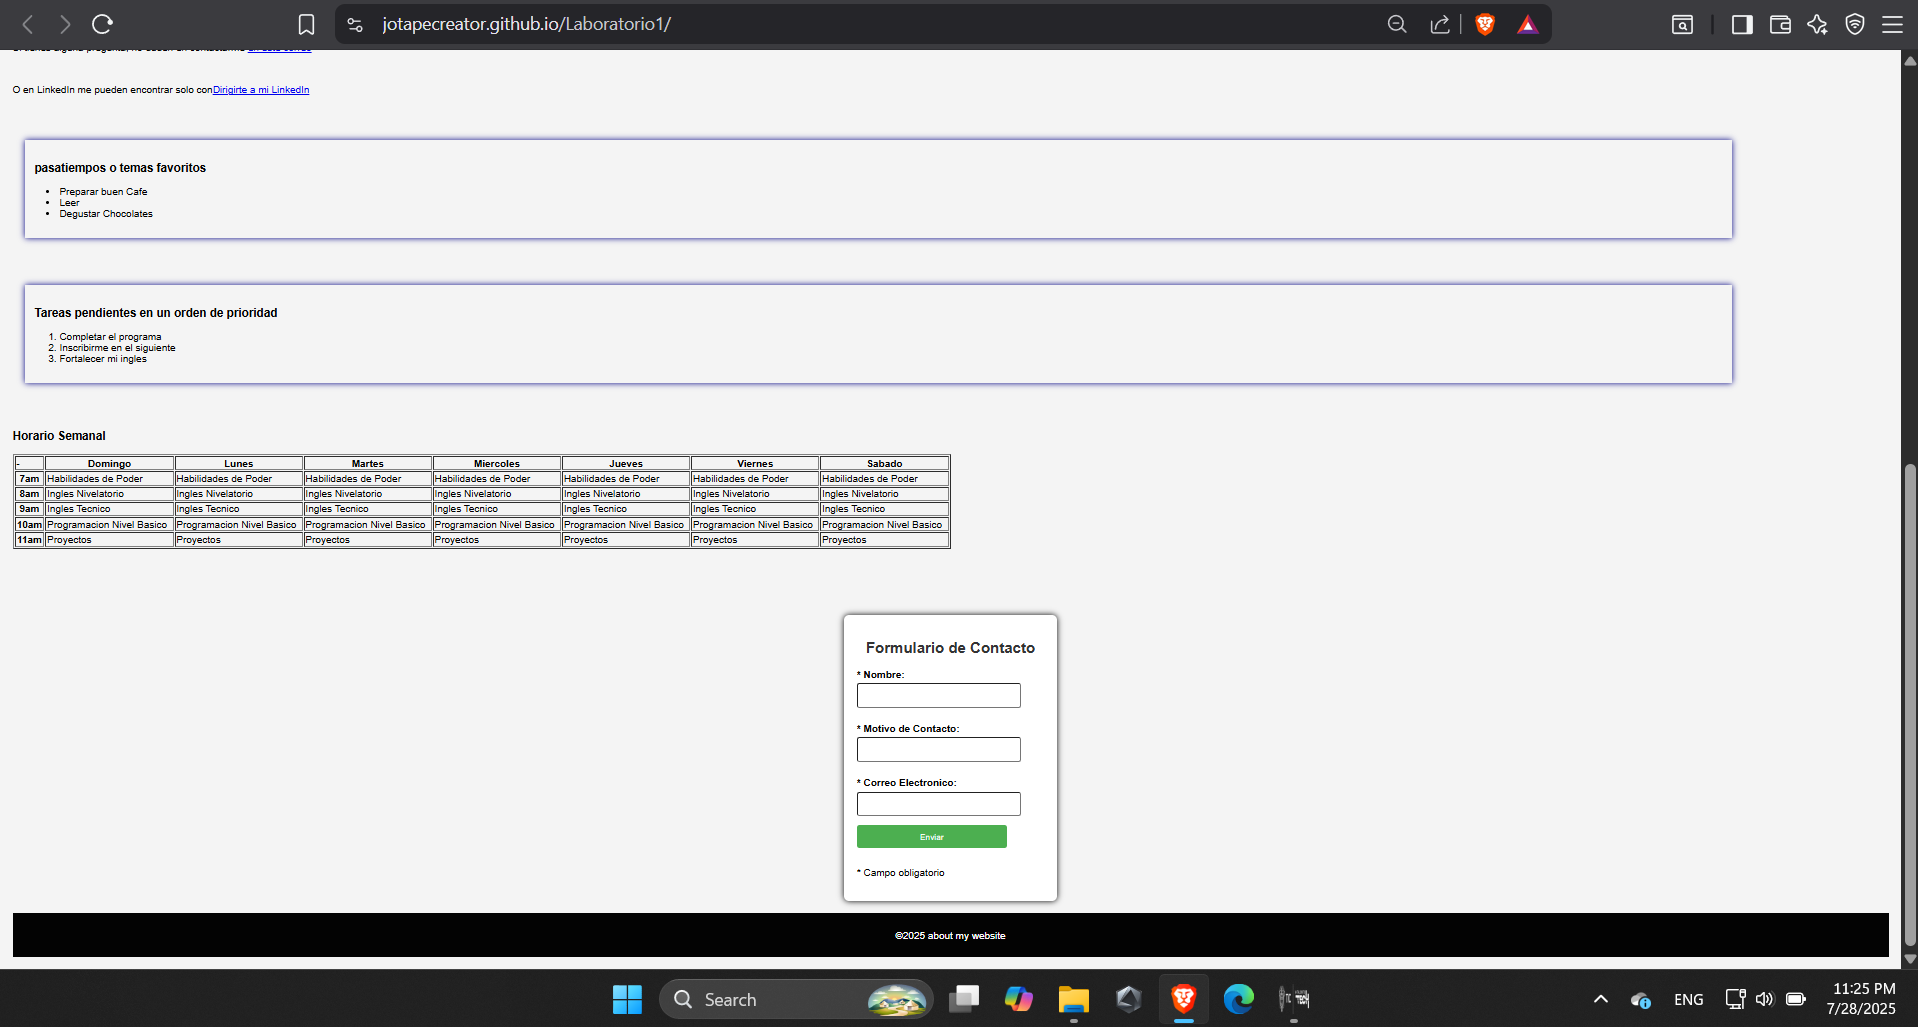 jotapecreator.github.io/Laboratorio1/
O en LinkedIn me pueden encontrar solo conDirigirte a mi LinkedIn
pasatiempos o temas favoritos
• Preparar buen Cafe
• Leer
• Degustar Chocolates
Tareas pendientes en un orden de prioridad
1. Completar el programa
2. Inscribirme en el siguiente
3. Fortalecer mi ingles
Horario Semanal
- Domingo Lunes Martes Miercoles Jueves Viernes Sabado
7am Habilidades de Poder Habilidades de Poder Habilidades de Poder Habilidades de Poder Habilidades de Poder Habilidades de Poder Habilidades de Poder
8am Ingles Nivelatorio Ingles Nivelatorio Ingles Nivelatorio Ingles Nivelatorio Ingles Nivelatorio Ingles Nivelatorio Ingles Nivelatorio
9am Ingles Tecnico Ingles Tecnico Ingles Tecnico Ingles Tecnico Ingles Tecnico Ingles Tecnico Ingles Tecnico
10am Programacion Nivel Basico Programacion Nivel Basico Programacion Nivel Basico Programacion Nivel Basico Programacion Nivel Basico Programacion Nivel Basico Programacion Nivel Basico
11am Proyectos Proyectos Proyectos Proyectos Proyectos Proyectos Proyectos
Formulario de Contacto
* Nombre:
* Motivo de Contacto:
* Correo Electronico:
Enviar
* Campo obligatorio
©2025 about my website
Search
ENG
11:25 PM
7/28/2025